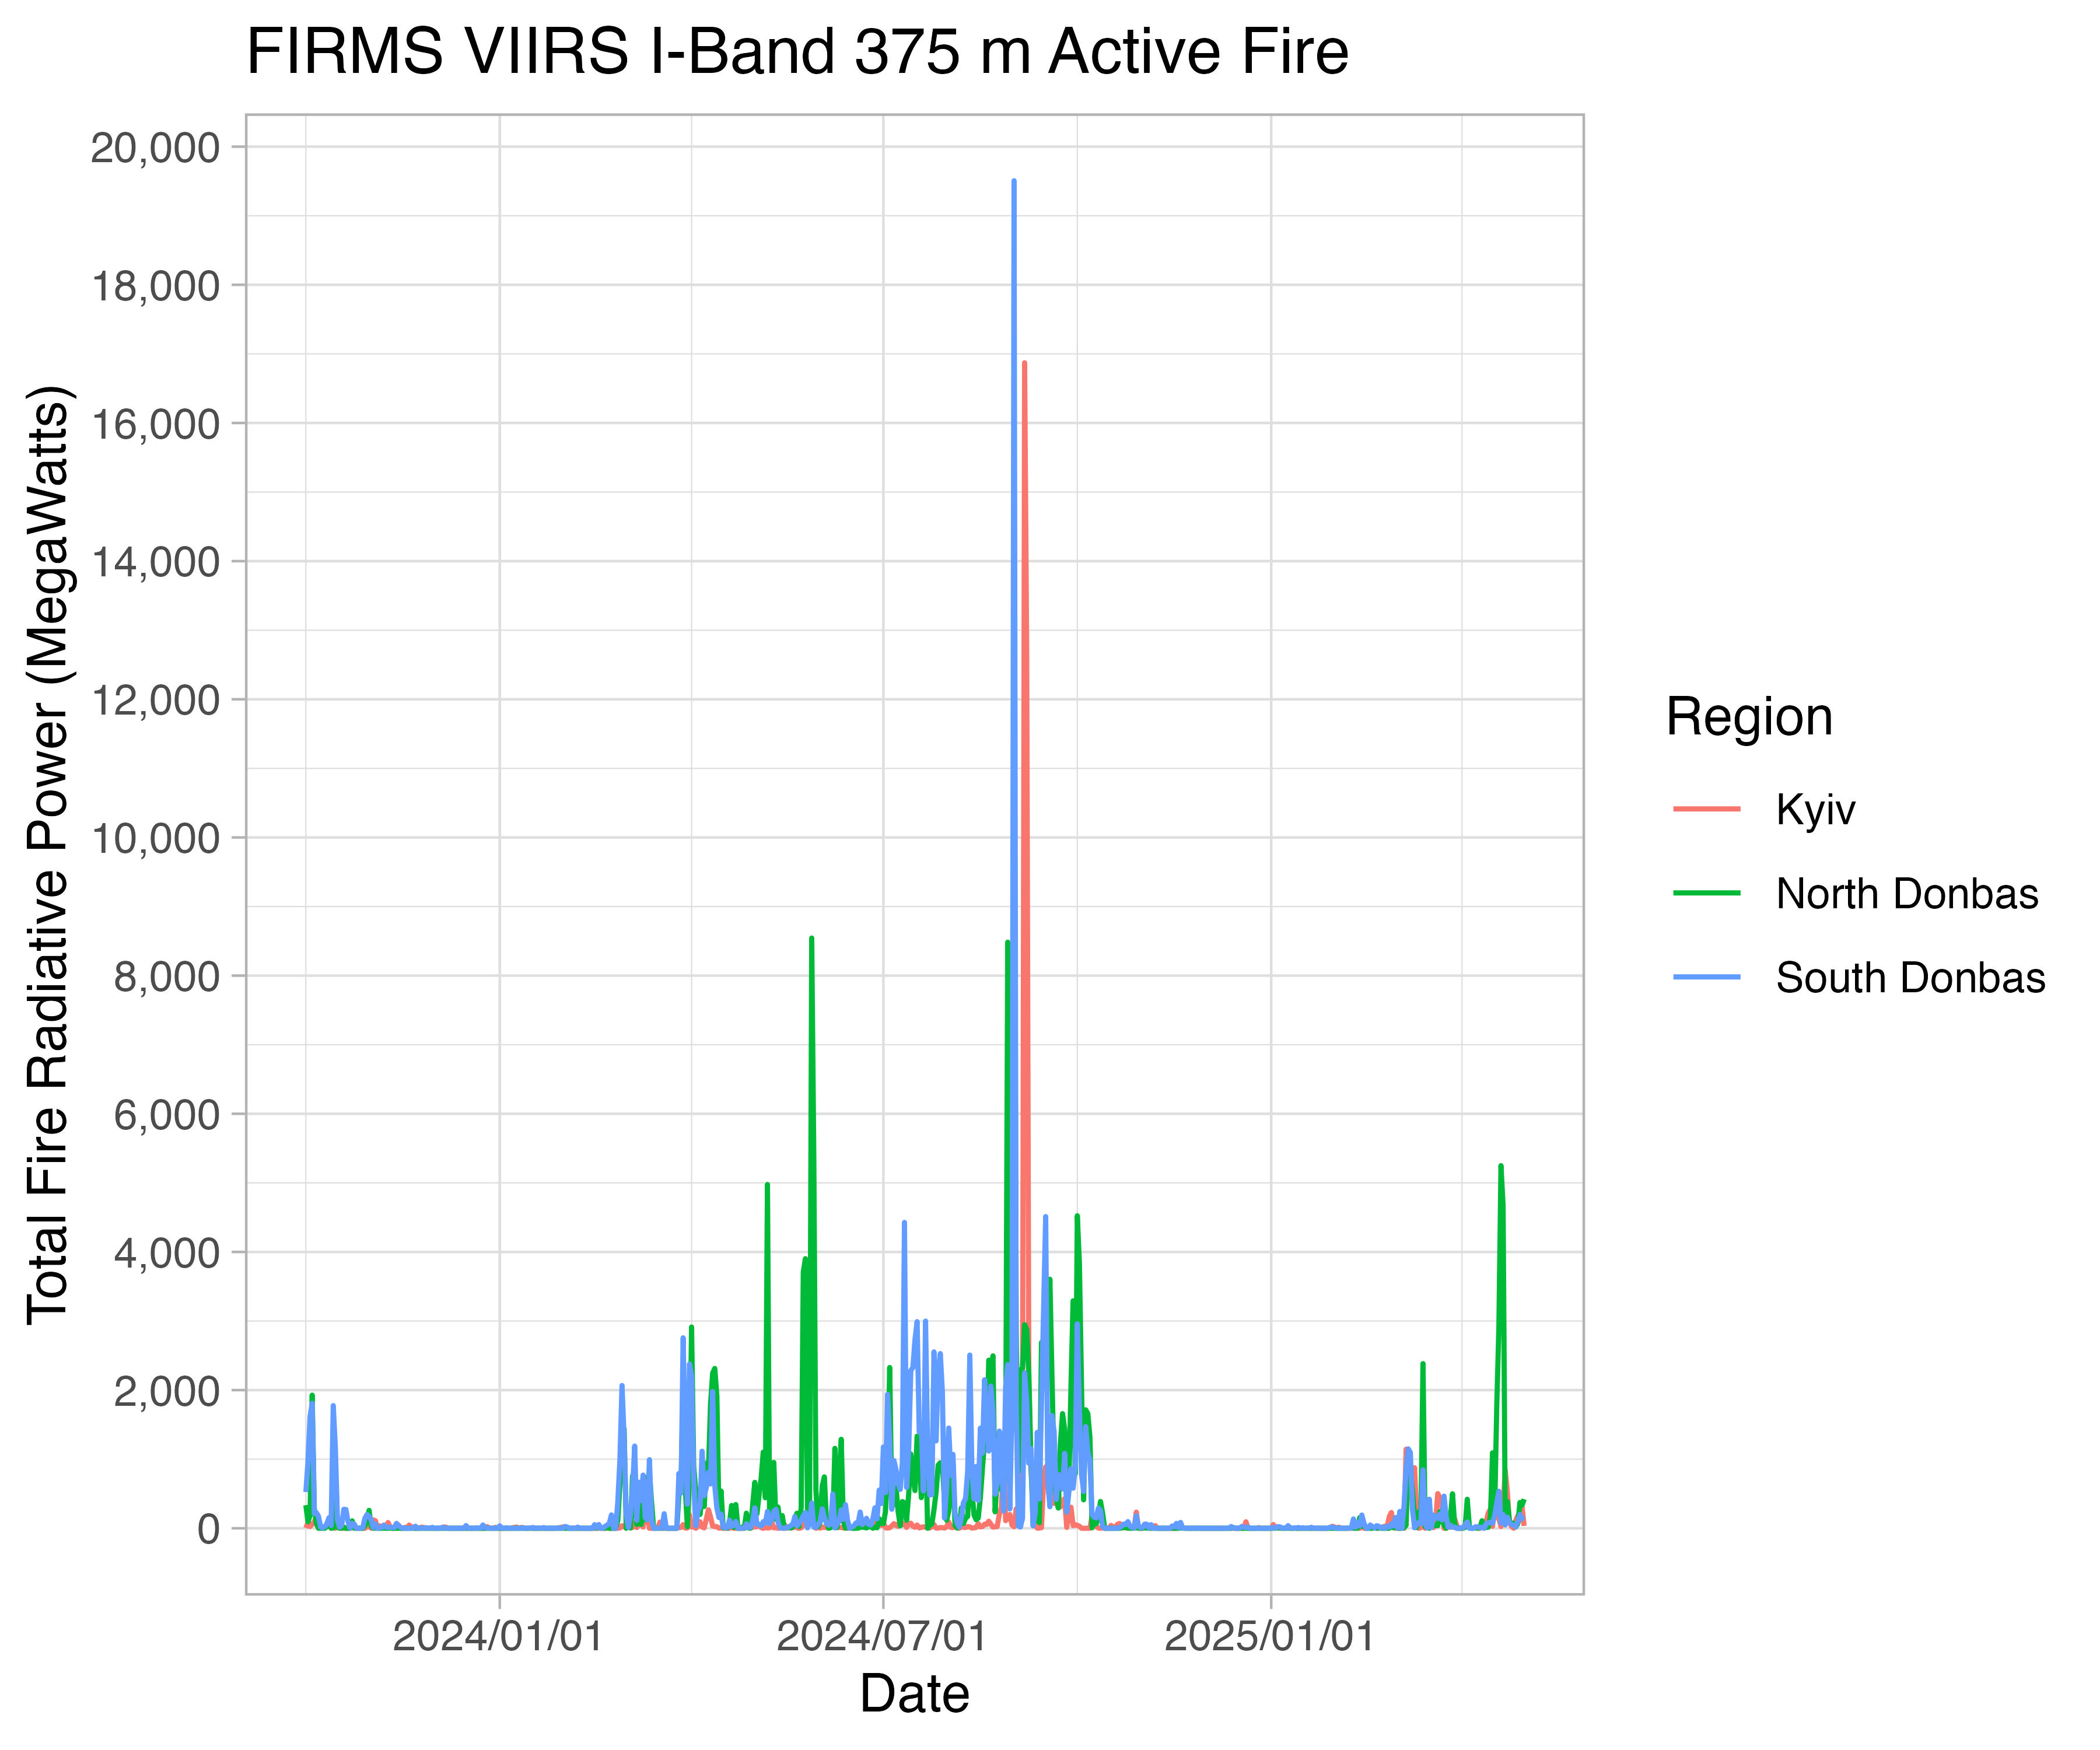 FIRMS VIIRS I-Band 375 m Active Fire
Total Fire Radiative Power (MegaWatts)
20,000
18,000
16,000
14,000
12,000
10,000
8,000
6,000
4,000
2,000
0
2024/01/01
2024/07/01
2025/01/01
Date
Region
Kyiv
North Donbas
South Donbas